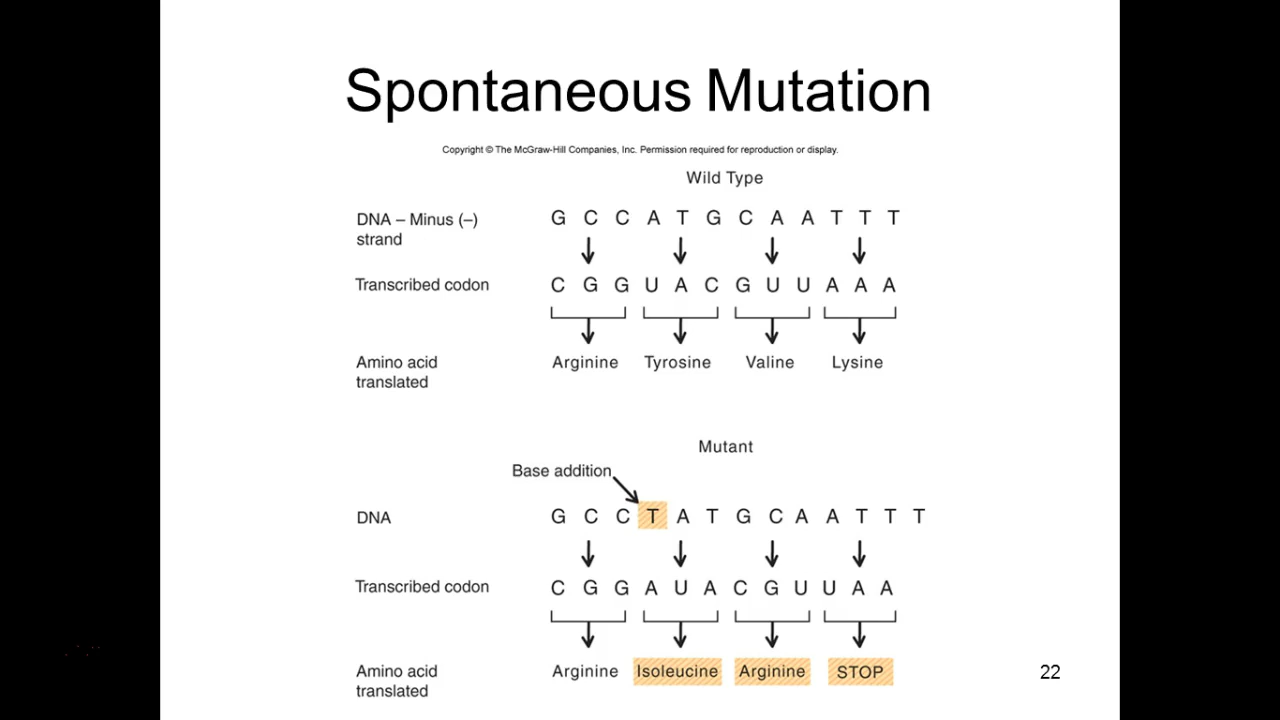 Spontaneous Mutation
Copyright © The McGraw-Hill Companies, Inc. Permission required for reproduction or display.
Wild Type
DNA – Minus (–) strand
G C C A T G C A A T T T
Transcribed codon
C G G U A C G U U A A A
Amino acid translated
Arginine Tyrosine Valine Lysine
Mutant
Base addition
DNA
G C C T A T G C A A T T T
Transcribed codon
C G G A U A C G U U A A
Amino acid translated
Arginine Isoleucine Arginine STOP
22